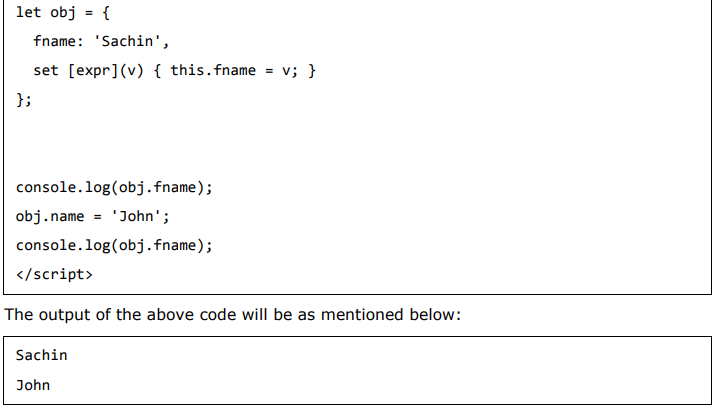 let obj = {
  fname: 'Sachin',
  set [expr](v) { this.fname = v; }
};
console.log(obj.fname);
obj.name = 'John';
console.log(obj.fname);
</script>
The output of the above code will be as mentioned below:
Sachin
John